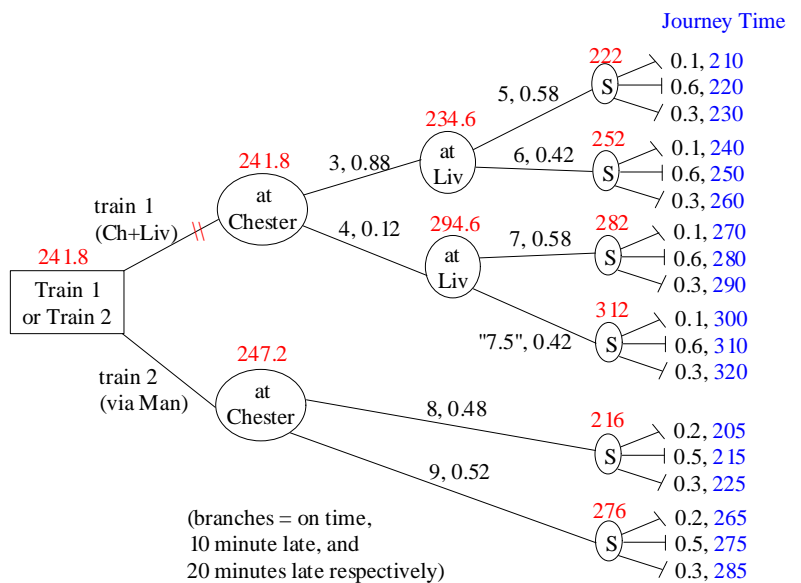 Journey Time
222
0.1, 210
0.6, 220
0.3, 230
S
5, 0.58
234.6
at
Liv
6, 0.42
252
0.1, 240
0.6, 250
0.3, 260
S
241.8
at
Chester
3, 0.88
4, 0.12
train 1
(Ch+Liv)
294.6
at
Liv
7, 0.58
282
0.1, 270
0.6, 280
0.3, 290
S
241.8
Train 1
or Train 2
312
0.1, 300
0.6, 310
0.3, 320
S
"7.5", 0.42
247.2
at
Chester
train 2
(via Man)
8, 0.48
216
0.2, 205
0.5, 215
0.3, 225
S
9, 0.52
276
0.2, 265
0.5, 275
0.3, 285
S
(branches = on time,
10 minute late, and
20 minutes late respectively)